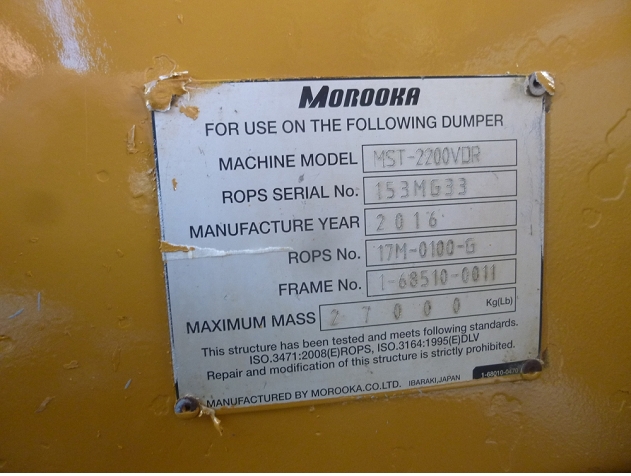 MOROOKA
FOR USE ON THE FOLLOWING DUMPER
MACHINE MODEL MST-2200VDR
ROPS SERIAL No. 153MG33
MANUFACTURE YEAR 2016
ROPS No. 17M-0100-G
FRAME No. 1-68510-0011
MAXIMUM MASS 27000 Kg(Lb)
This structure has been tested and meets following standards.
ISO.3471:2008(E)ROPS, ISO.3164:1995(E)DLV
Repair and modification of this structure is strictly prohibited.
1-68010-0470
MANUFACTURED BY MOROOKA.CO.LTD. IBARAKI,JAPAN